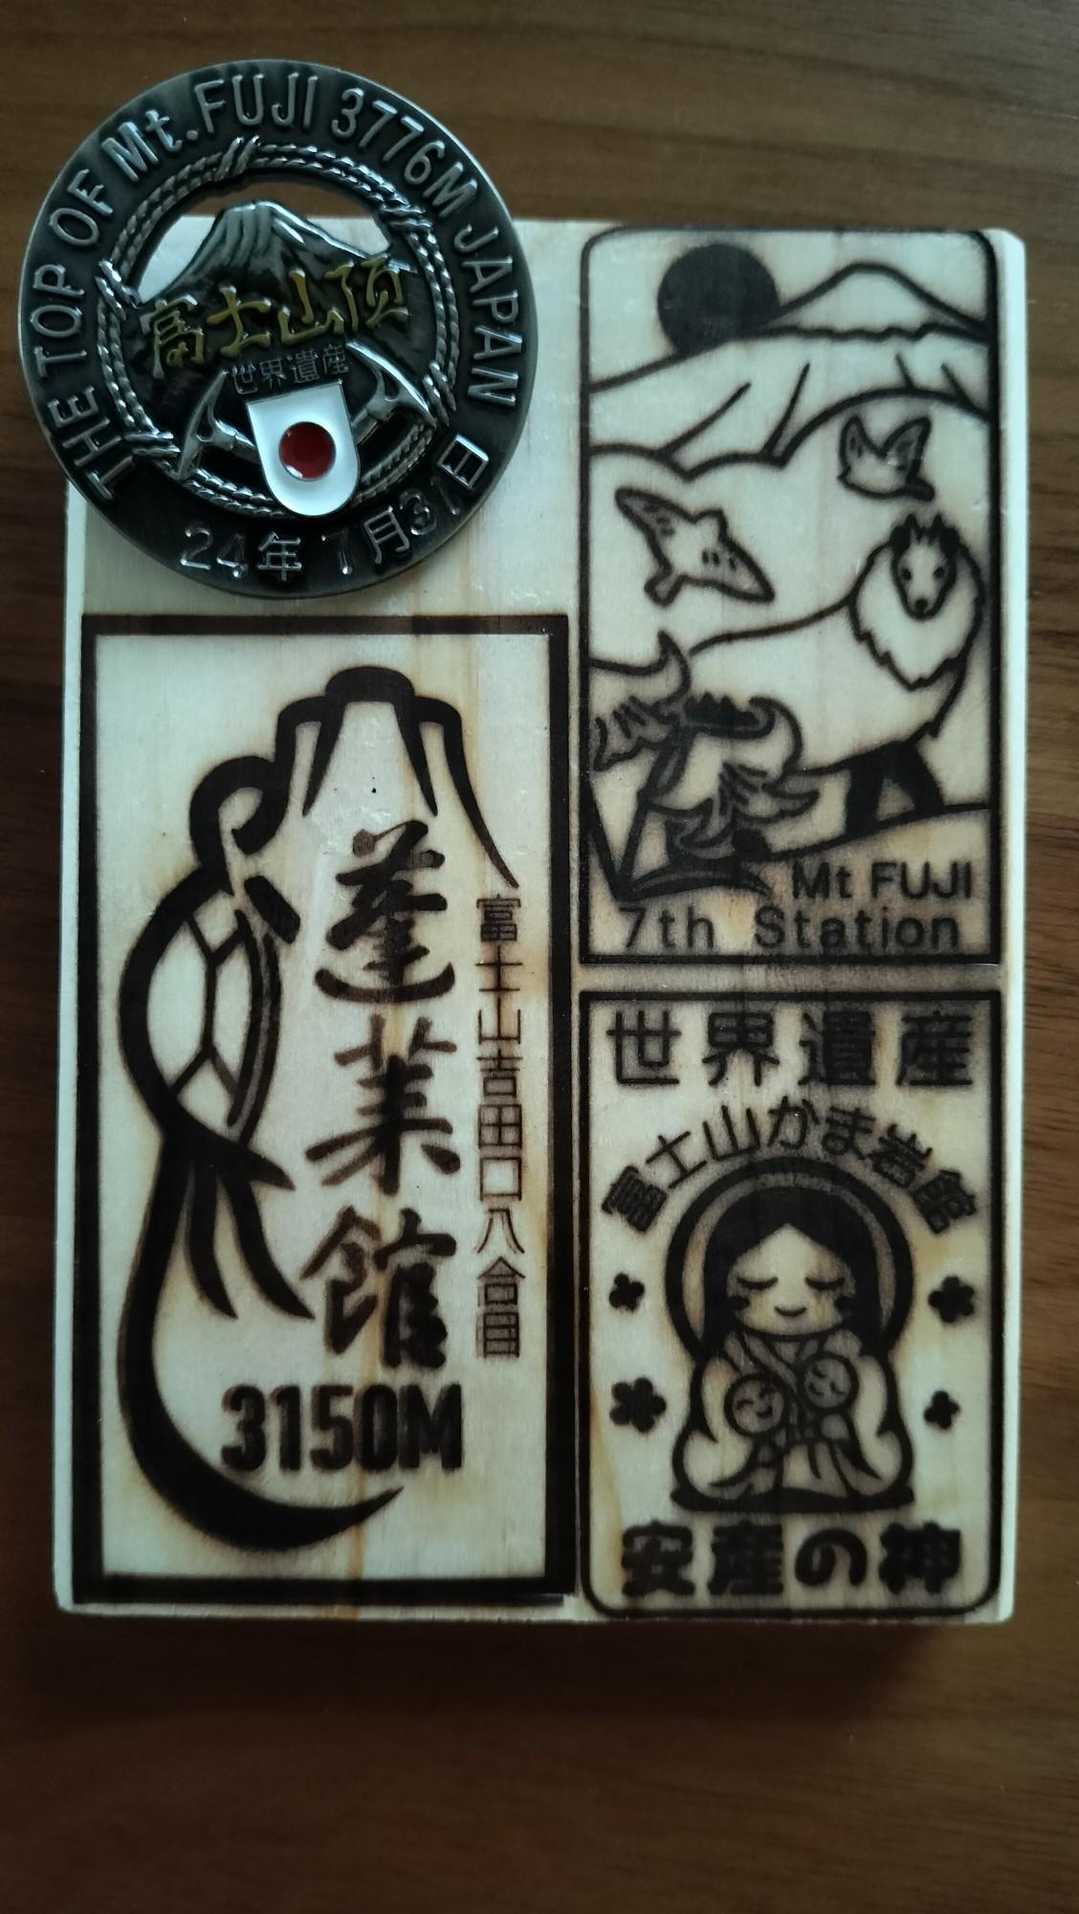 THE TOP OF Mt.FUJI 3776M JAPAN
富士山頂
世界遺産
24年7月31日
Mt FUJI
7th Station
蓬莱館
富士山吉田口八合目
3150M
世界遺産
富士山かま岩館
安産の神